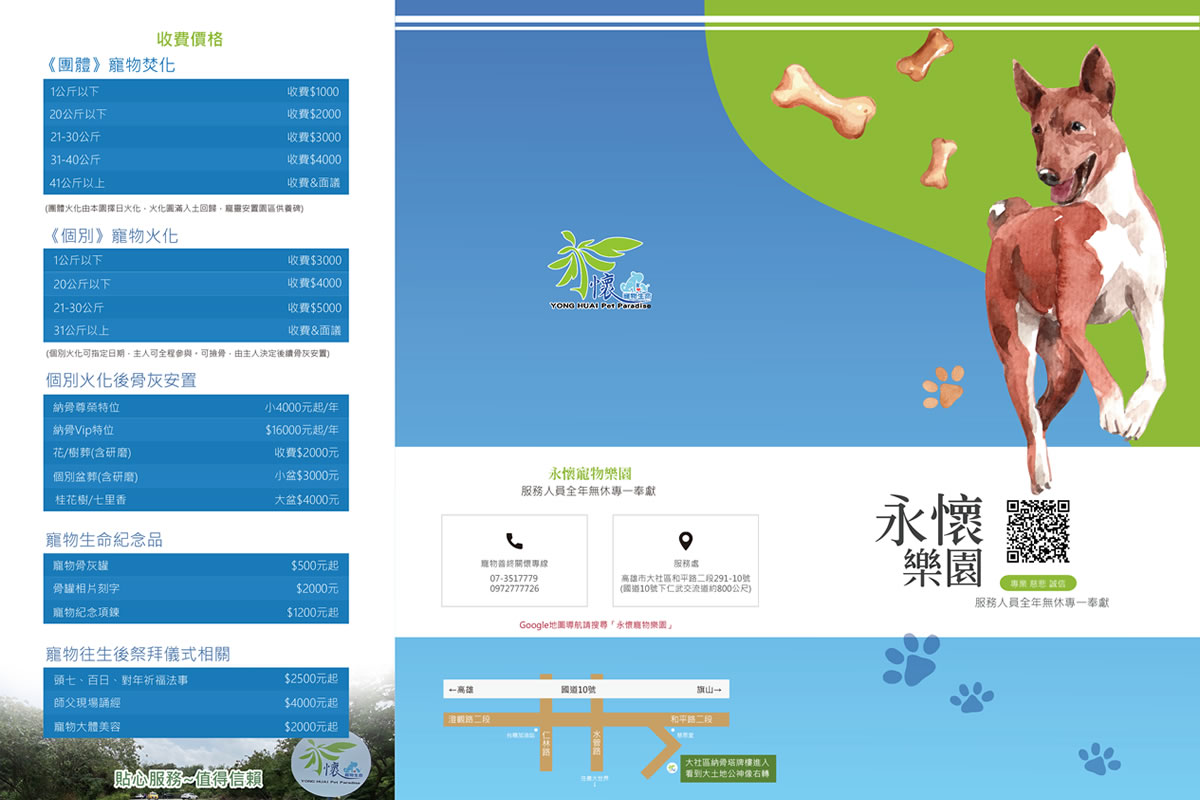 收費價格
《團體》寵物焚化
1公斤以下 收費$1000
20公斤以下 收費$2000
21-30公斤 收費$3000
31-40公斤 收費$4000
41公斤以上 收費&面議
(團體火化由本園擇日火化，火化圓滿入土回歸，寵靈安置園區供養碑)
《個別》寵物火化
1公斤以下 收費$3000
20公斤以下 收費$4000
21-30公斤 收費$5000
31公斤以上 收費&面議
(個別火化可指定日期，主人可全程參與。可撿骨，由主人決定後續骨灰安置)
個別火化後骨灰安置
納骨尊榮特位 小4000元起/年
納骨Vip特位 $16000元起/年
花/樹葬(含研磨) 收費$2000元
個別盆葬(含研磨) 小盆$3000元
桂花樹/七里香 大盆$4000元
寵物生命紀念品
寵物骨灰罐 $500元起
骨罐相片刻字 $2000元
寵物紀念項鍊 $1200元起
寵物往生後祭拜儀式相關
頭七、百日、對年祈福法事 $2500元起
師父現場誦經 $4000元起
寵物大體美容 $2000元起
貼心服務~值得信賴
永懷
寵物生命
YONG HUAI Pet Paradise
永懷
寵物生命
YONG HUAI Pet Paradise
永懷寵物樂園
服務人員全年無休專一奉獻
寵物善終關懷專線
07-3517779
0972777726
服務處
高雄市大社區和平路二段291-10號
(國道10號下仁武交流道約800公尺)
Google地圖導航請搜尋「永懷寵物樂園」
永懷
樂園
專業 慈悲 誠信
服務人員全年無休專一奉獻
←高雄 國道10號 旗山→
澄觀路二段 和平路二段
仁林路
水管路
大社區納骨塔牌樓進入
看到大土地公神像右轉